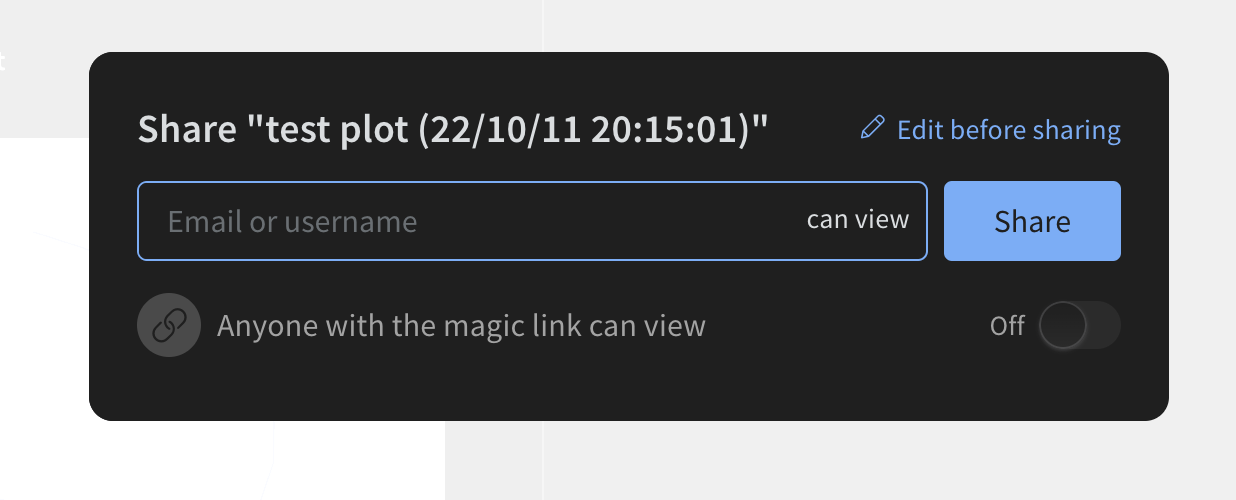 Share "test plot (22/10/11 20:15:01)"
Edit before sharing
Email or username
can view
Share
Anyone with the magic link can view
Off